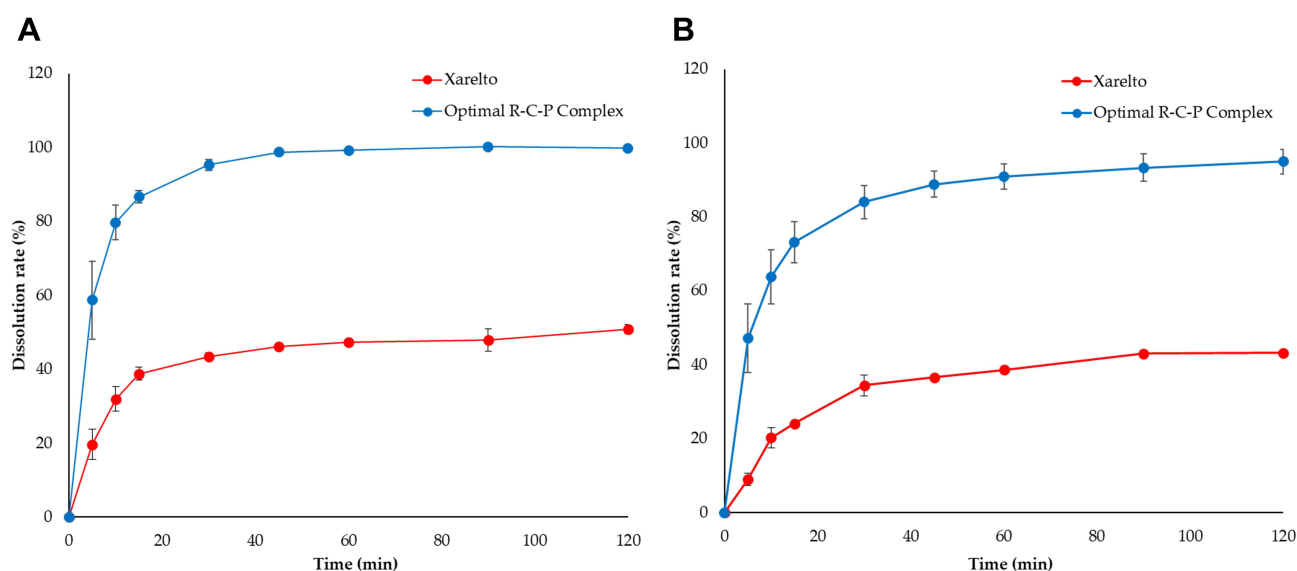 A
120
100
80
60
40
20
0
Dissolution rate (%)
Xarelto
Optimal R-C-P Complex
0 20 40 60 80 100 120
Time (min)
B
120
100
80
60
40
20
0
Dissolution rate (%)
Xarelto
Optimal R-C-P Complex
0 20 40 60 80 100 120
Time (min)